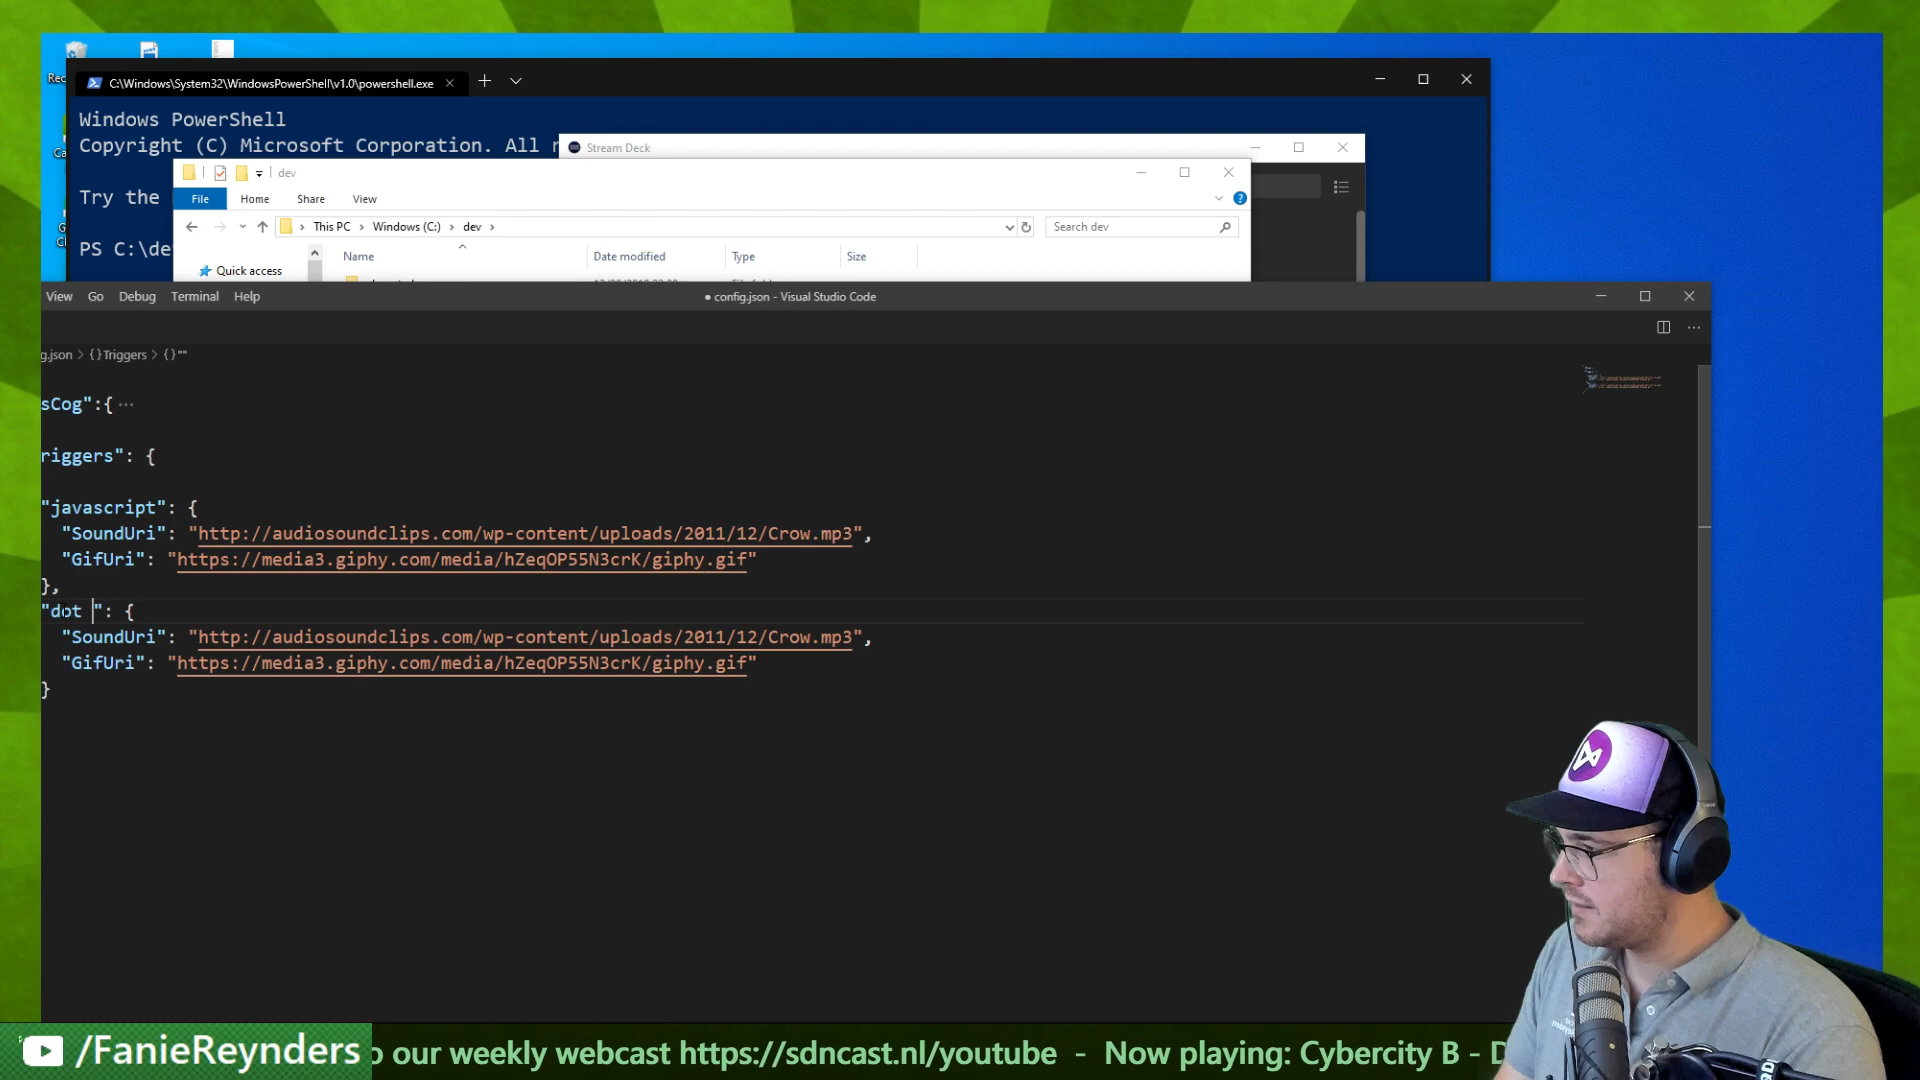 Rec
Ca
G
Cl
C:\Windows\System32\WindowsPowerShell\v1.0\powershell.exe
Windows PowerShell
Copyright (C) Microsoft Corporation. All r
Stream Deck
dev
Try the
File Home Share View
PS C:\de
This PC > Windows (C:) > dev >
Search dev
Name Date modified Type Size
Quick access
View Go Debug Terminal Help
● config.json - Visual Studio Code
g.json > {} Triggers > {} ""
sCog":{ ···
riggers": {
"javascript": {
"SoundUri": "http://audiosoundclips.com/wp-content/uploads/2011/12/Crow.mp3",
"GifUri": "https://media3.giphy.com/media/hZeqOP55N3crK/giphy.gif"
},
"dot ": {
"SoundUri": "http://audiosoundclips.com/wp-content/uploads/2011/12/Crow.mp3",
"GifUri": "https://media3.giphy.com/media/hZeqOP55N3crK/giphy.gif"
}
/FanieReynders
o our weekly webcast https://sdncast.nl/youtube - Now playing: Cybercity B - D